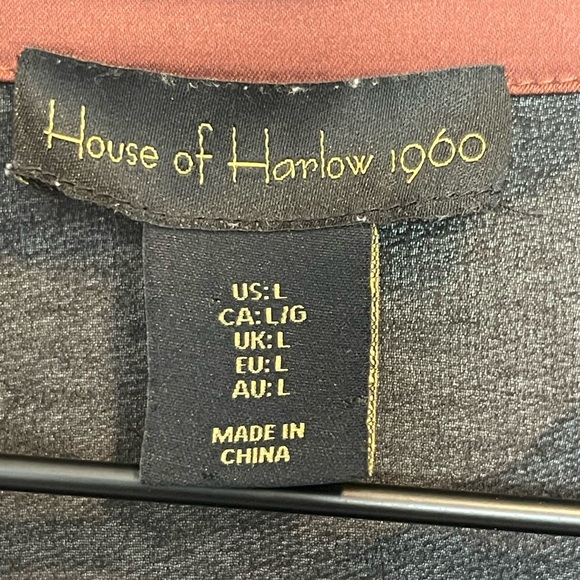 House of Harlow 1960
US: L
CA: L/G
UK: L
EU: L
AU: L
MADE IN
CHINA